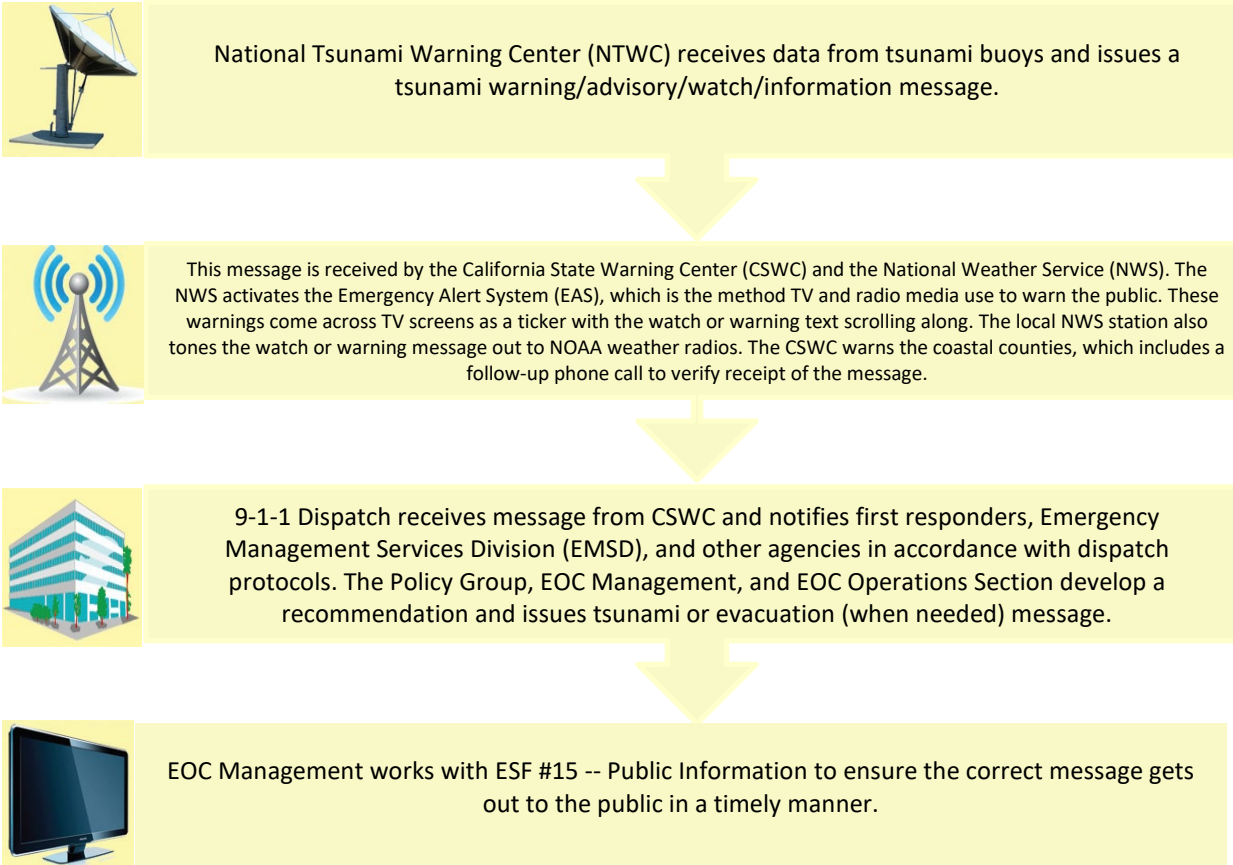 National Tsunami Warning Center (NTWC) receives data from tsunami buoys and issues a
tsunami warning/advisory/watch/information message.
This message is received by the California State Warning Center (CSWC) and the National Weather Service (NWS). The
NWS activates the Emergency Alert System (EAS), which is the method TV and radio media use to warn the public. These
warnings come across TV screens as a ticker with the watch or warning text scrolling along. The local NWS station also
tones the watch or warning message out to NOAA weather radios. The CSWC warns the coastal counties, which includes a
follow-up phone call to verify receipt of the message.
9-1-1 Dispatch receives message from CSWC and notifies first responders, Emergency
Management Services Division (EMSD), and other agencies in accordance with dispatch
protocols. The Policy Group, EOC Management, and EOC Operations Section develop a
recommendation and issues tsunami or evacuation (when needed) message.
EOC Management works with ESF #15 -- Public Information to ensure the correct message gets
out to the public in a timely manner.